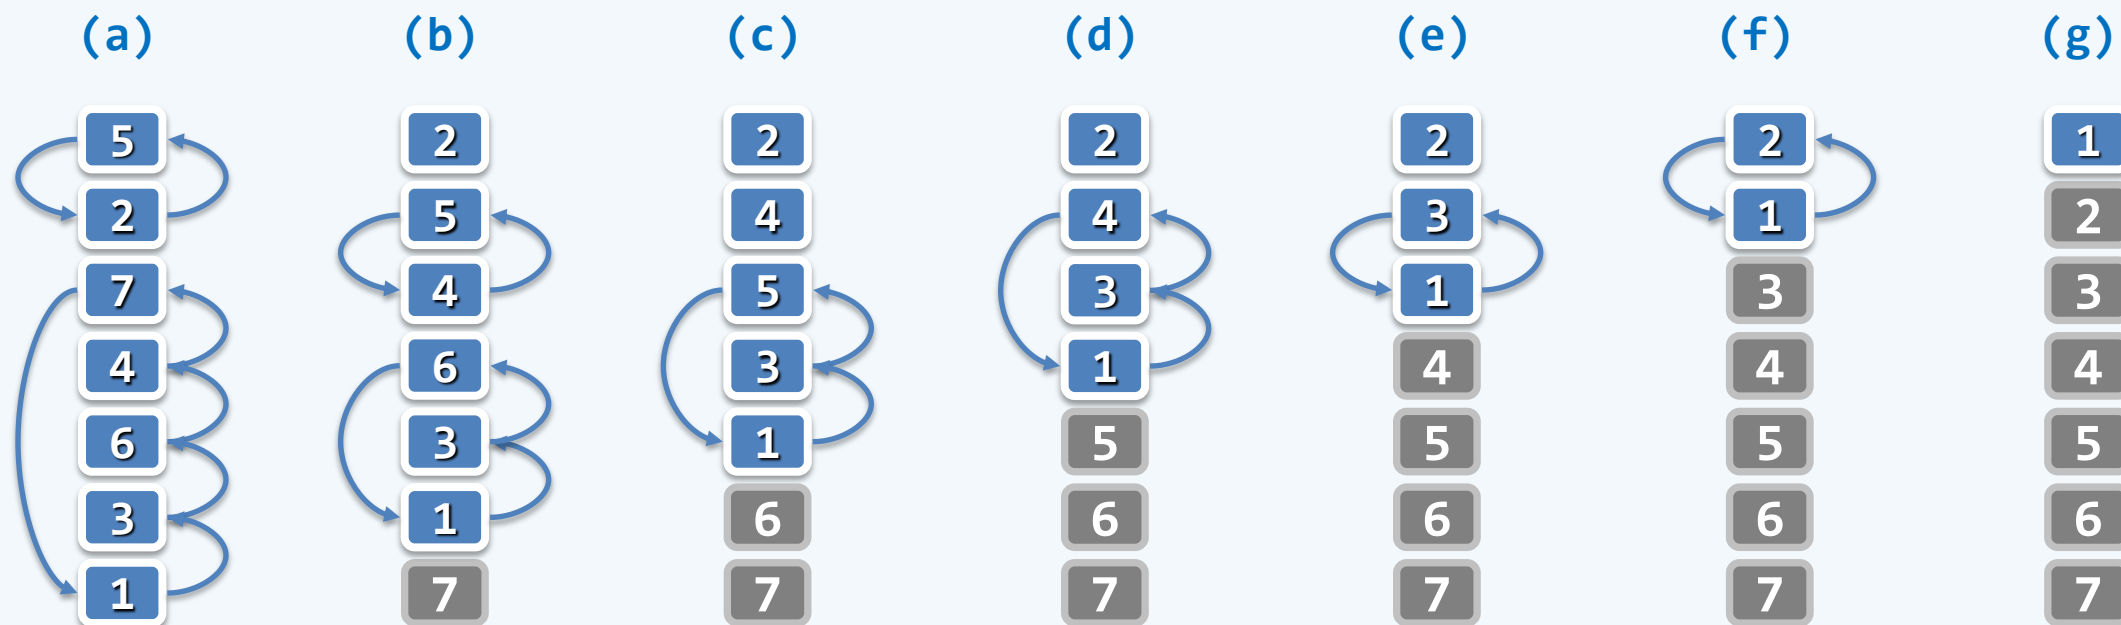 (a) (b) (c) (d) (e) (f) (g)
5 2 2 2 2 2 1
2 5 4 4 3 1 2
7 4 5 3 1 3 3
4 6 3 1 4 4 4
6 3 1 5 5 5 5
3 1 6 6 6 6 6
1 7 7 7 7 7 7